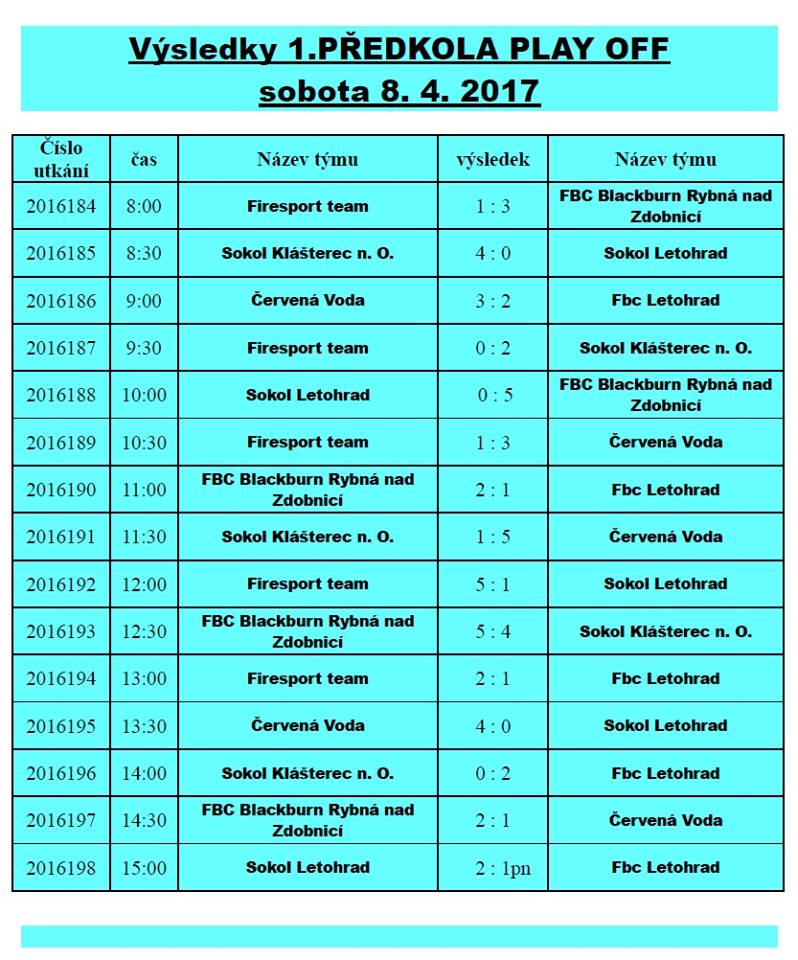 Výsledky 1.PŘEDKOLA PLAY OFF
sobota 8. 4. 2017
Číslo utkání čas Název týmu výsledek Název týmu
2016184 8:00 Firesport team 1 : 3 FBC Blackburn Rybná nad Zdobnicí
2016185 8:30 Sokol Klášterec n. O. 4 : 0 Sokol Letohrad
2016186 9:00 Červená Voda 3 : 2 Fbc Letohrad
2016187 9:30 Firesport team 0 : 2 Sokol Klášterec n. O.
2016188 10:00 Sokol Letohrad 0 : 5 FBC Blackburn Rybná nad Zdobnicí
2016189 10:30 Firesport team 1 : 3 Červená Voda
2016190 11:00 FBC Blackburn Rybná nad Zdobnicí 2 : 1 Fbc Letohrad
2016191 11:30 Sokol Klášterec n. O. 1 : 5 Červená Voda
2016192 12:00 Firesport team 5 : 1 Sokol Letohrad
2016193 12:30 FBC Blackburn Rybná nad Zdobnicí 5 : 4 Sokol Klášterec n. O.
2016194 13:00 Firesport team 2 : 1 Fbc Letohrad
2016195 13:30 Červená Voda 4 : 0 Sokol Letohrad
2016196 14:00 Sokol Klášterec n. O. 0 : 2 Fbc Letohrad
2016197 14:30 FBC Blackburn Rybná nad Zdobnicí 2 : 1 Červená Voda
2016198 15:00 Sokol Letohrad 2 : 1pn Fbc Letohrad